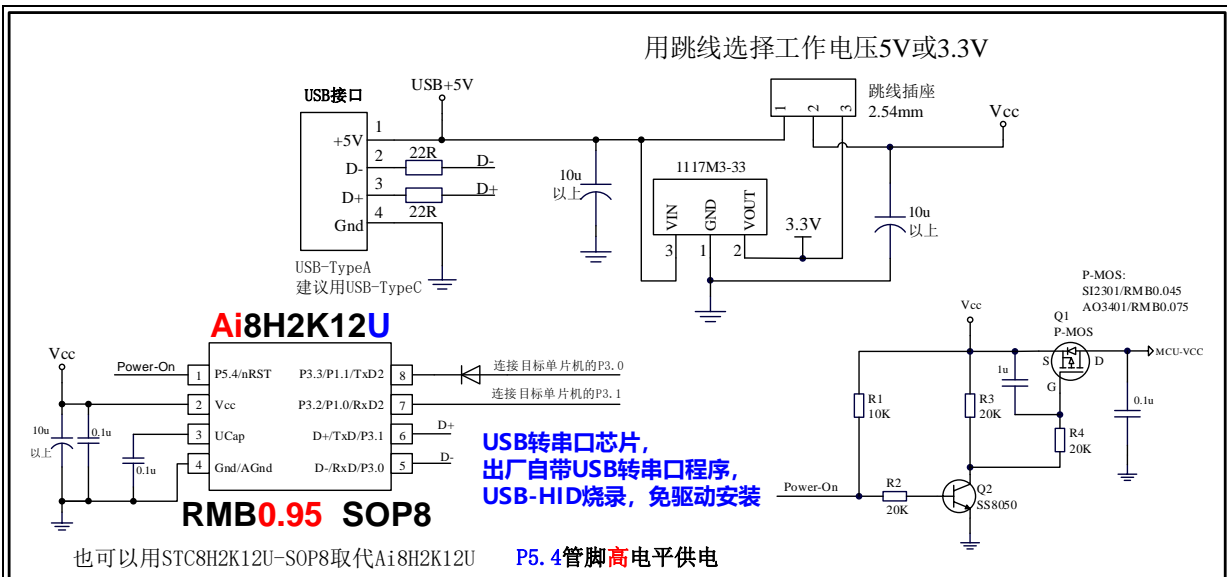 用跳线选择工作电压5V或3.3V
USB接口
USB+5V
+5V 1
D- 2
D+ 3
Gnd 4
22R
D-
D+
22R
USB-TypeA
建议用USB-TypeC
10u
以上
1 2 3
跳线插座
2.54mm
Vcc
1117M3-33
VIN GND VOUT
3 1 2
3.3V
10u
以上
Ai8H2K12U
Vcc
Power-On
10u
以上
0.1u
0.1u
1 P5.4/nRST
2 Vcc
3 UCap
4 Gnd/AGnd
P3.3/P1.1/TxD2 8
P3.2/P1.0/RxD2 7
D+/TxD/P3.1 6
D-/RxD/P3.0 5
连接目标单片机的P3.0
连接目标单片机的P3.1
D+
D-
RMB0.95 SOP8
USB转串口芯片，
出厂自带USB转串口程序，
USB-HID烧录，免驱动安装
也可以用STC8H2K12U-SOP8取代Ai8H2K12U
P5.4管脚高电平供电
P-MOS:
SI2301/RMB0.045
AO3401/RMB0.075
Vcc
Q1
P-MOS
S
D
G
MCU-VCC
1u
0.1u
R1
10K
R3
20K
R4
20K
Power-On
R2
20K
Q2
SS8050